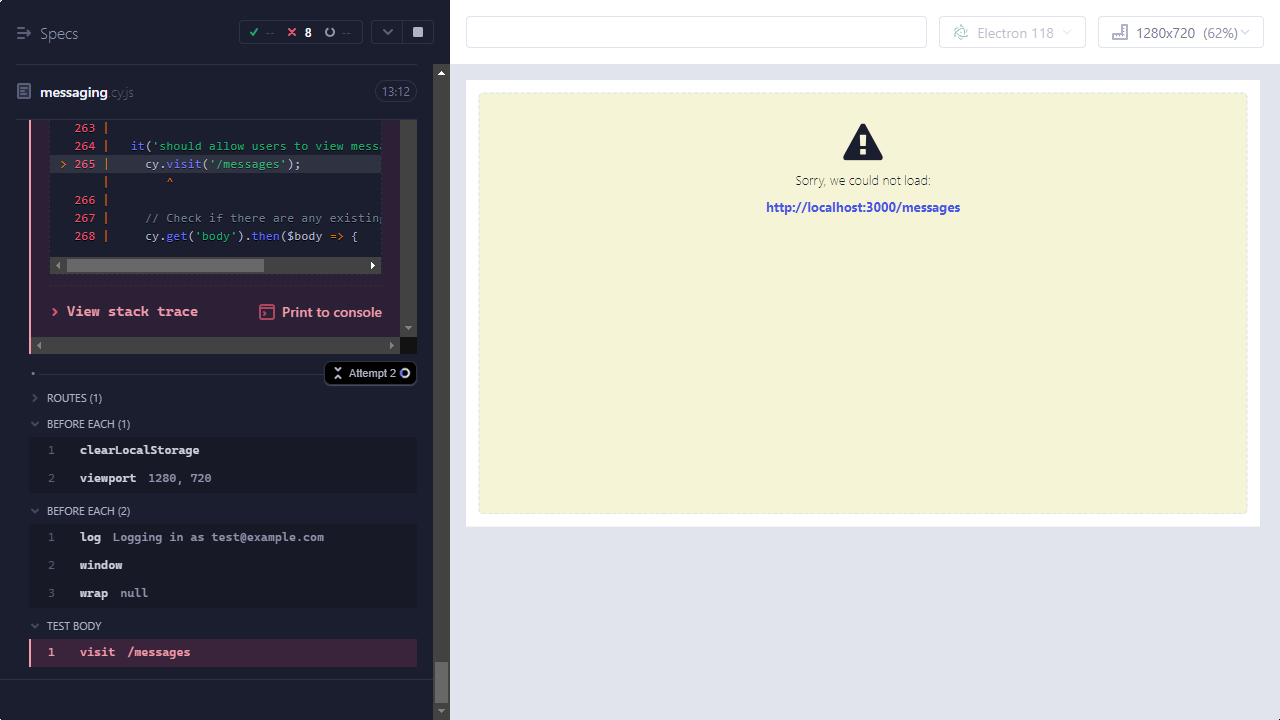 Specs
-- 8 --
messaging.cy.js
13:12
263 |
264 | it('should allow users to view messa
> 265 | cy.visit('/messages');
| ^
266 |
267 | // Check if there are any existing
268 | cy.get('body').then($body => {
View stack trace
Print to console
Attempt 2
ROUTES (1)
BEFORE EACH (1)
1 clearLocalStorage
2 viewport 1280, 720
BEFORE EACH (2)
1 log Logging in as test@example.com
2 window
3 wrap null
TEST BODY
1 visit /messages
Electron 118
1280x720 (62%)
Sorry, we could not load:
http://localhost:3000/messages